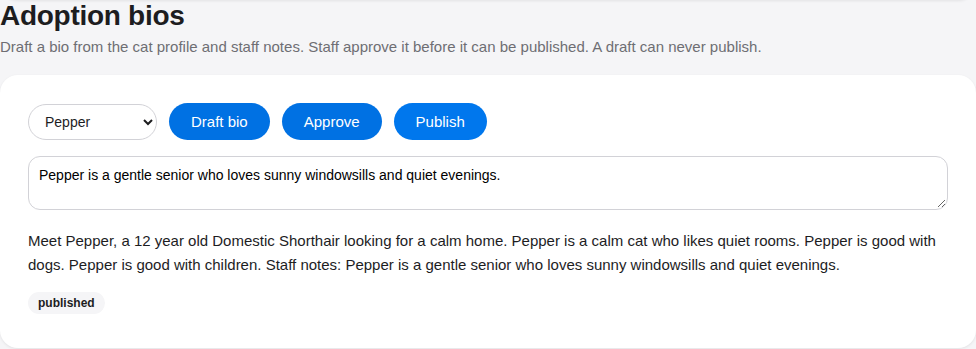 Adoption bios
Draft a bio from the cat profile and staff notes. Staff approve it before it can be published. A draft can never publish.
Pepper
Draft bio
Approve
Publish
Pepper is a gentle senior who loves sunny windowsills and quiet evenings.
Meet Pepper, a 12 year old Domestic Shorthair looking for a calm home. Pepper is a calm cat who likes quiet rooms. Pepper is good with
dogs. Pepper is good with children. Staff notes: Pepper is a gentle senior who loves sunny windowsills and quiet evenings.
published